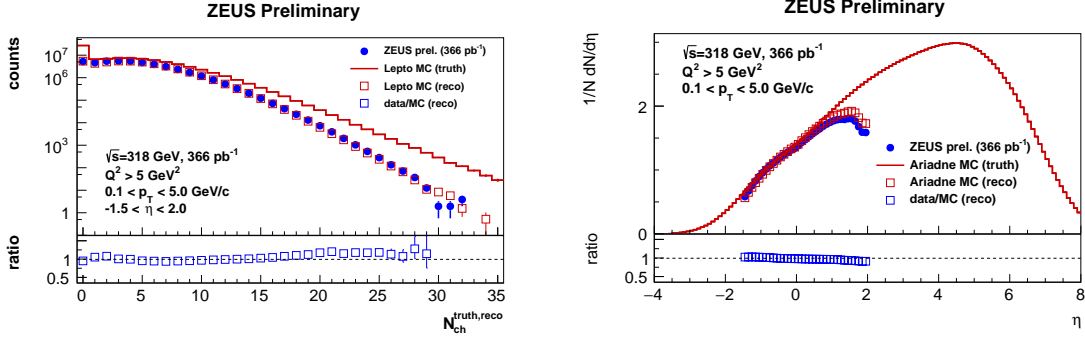 ZEUS Preliminary
counts
10^7
10^6
10^3
1
ZEUS prel. (366 pb^-1)
Lepto MC (truth)
Lepto MC (reco)
data/MC (reco)
√s=318 GeV, 366 pb^-1
Q^2 > 5 GeV^2
0.1 < p_T < 5.0 GeV/c
-1.5 < η < 2.0
ratio
1
0.5
0 5 10 15 20 25 30 35
N_ch^truth,reco
ZEUS Preliminary
1/N dN/dη
√s=318 GeV, 366 pb^-1
Q^2 > 5 GeV^2
0.1 < p_T < 5.0 GeV/c
2
ZEUS prel. (366 pb^-1)
Ariadne MC (truth)
Ariadne MC (reco)
data/MC (reco)
0
ratio
1
0.5
−4 −2 0 2 4 6 8
η